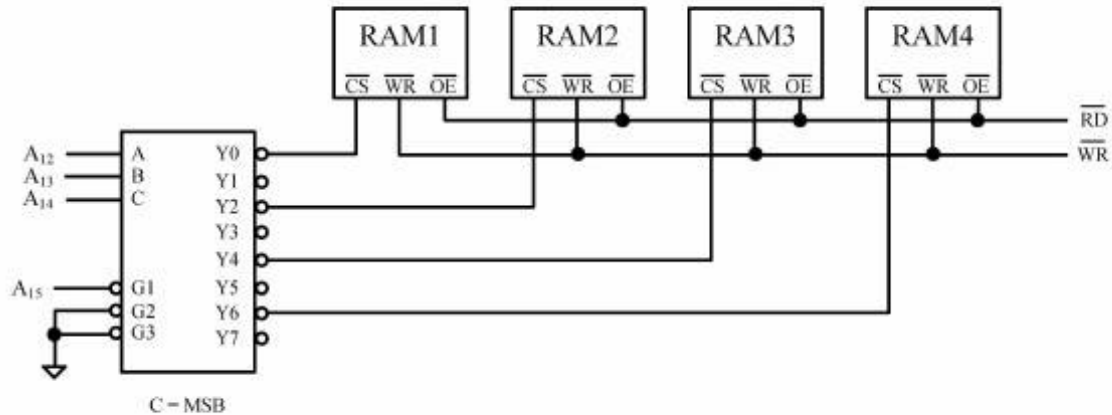 RAM1 RAM2 RAM3 RAM4
CS WR OE CS WR OE CS WR OE CS WR OE
RD
WR
A12 A Y0
A13 B Y1
A14 C Y2
Y3
Y4
A15 G1 Y5
G2 Y6
G3 Y7
C = MSB